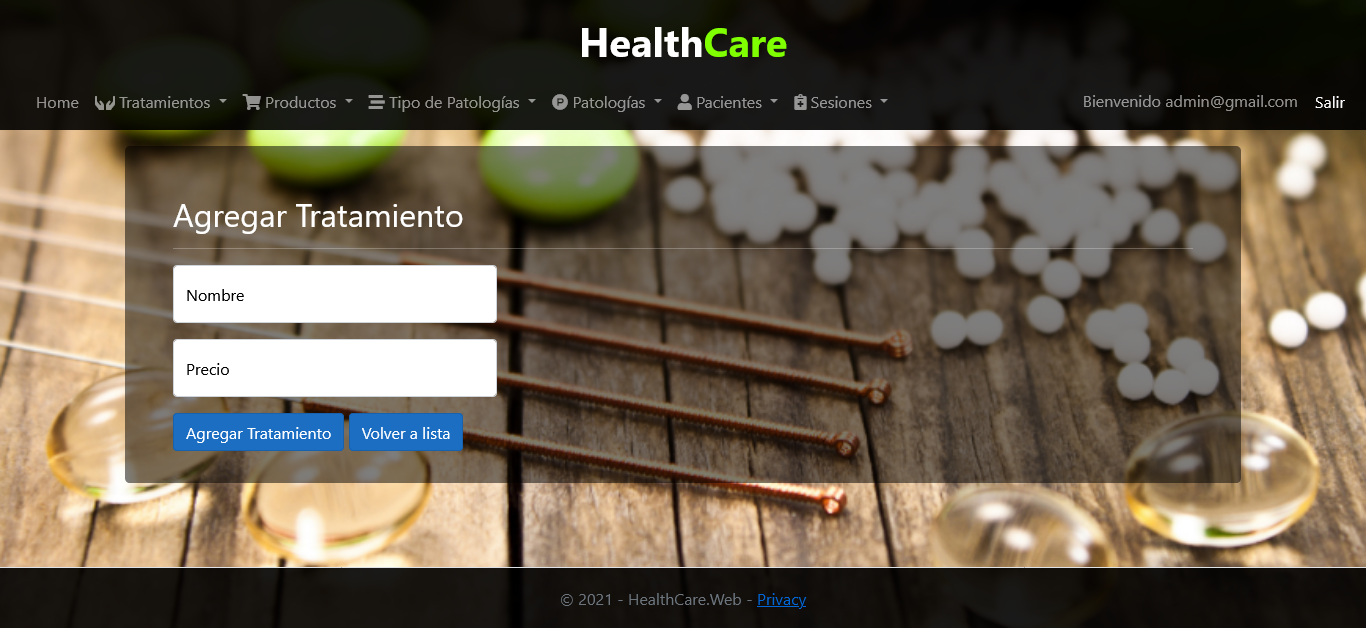 HealthCare
Home Tratamientos Productos Tipo de Patologías Patologías Pacientes Sesiones Bienvenido admin@gmail.com Salir
Agregar Tratamiento
Nombre
Precio
Agregar Tratamiento Volver a lista
© 2021 - HealthCare.Web - Privacy